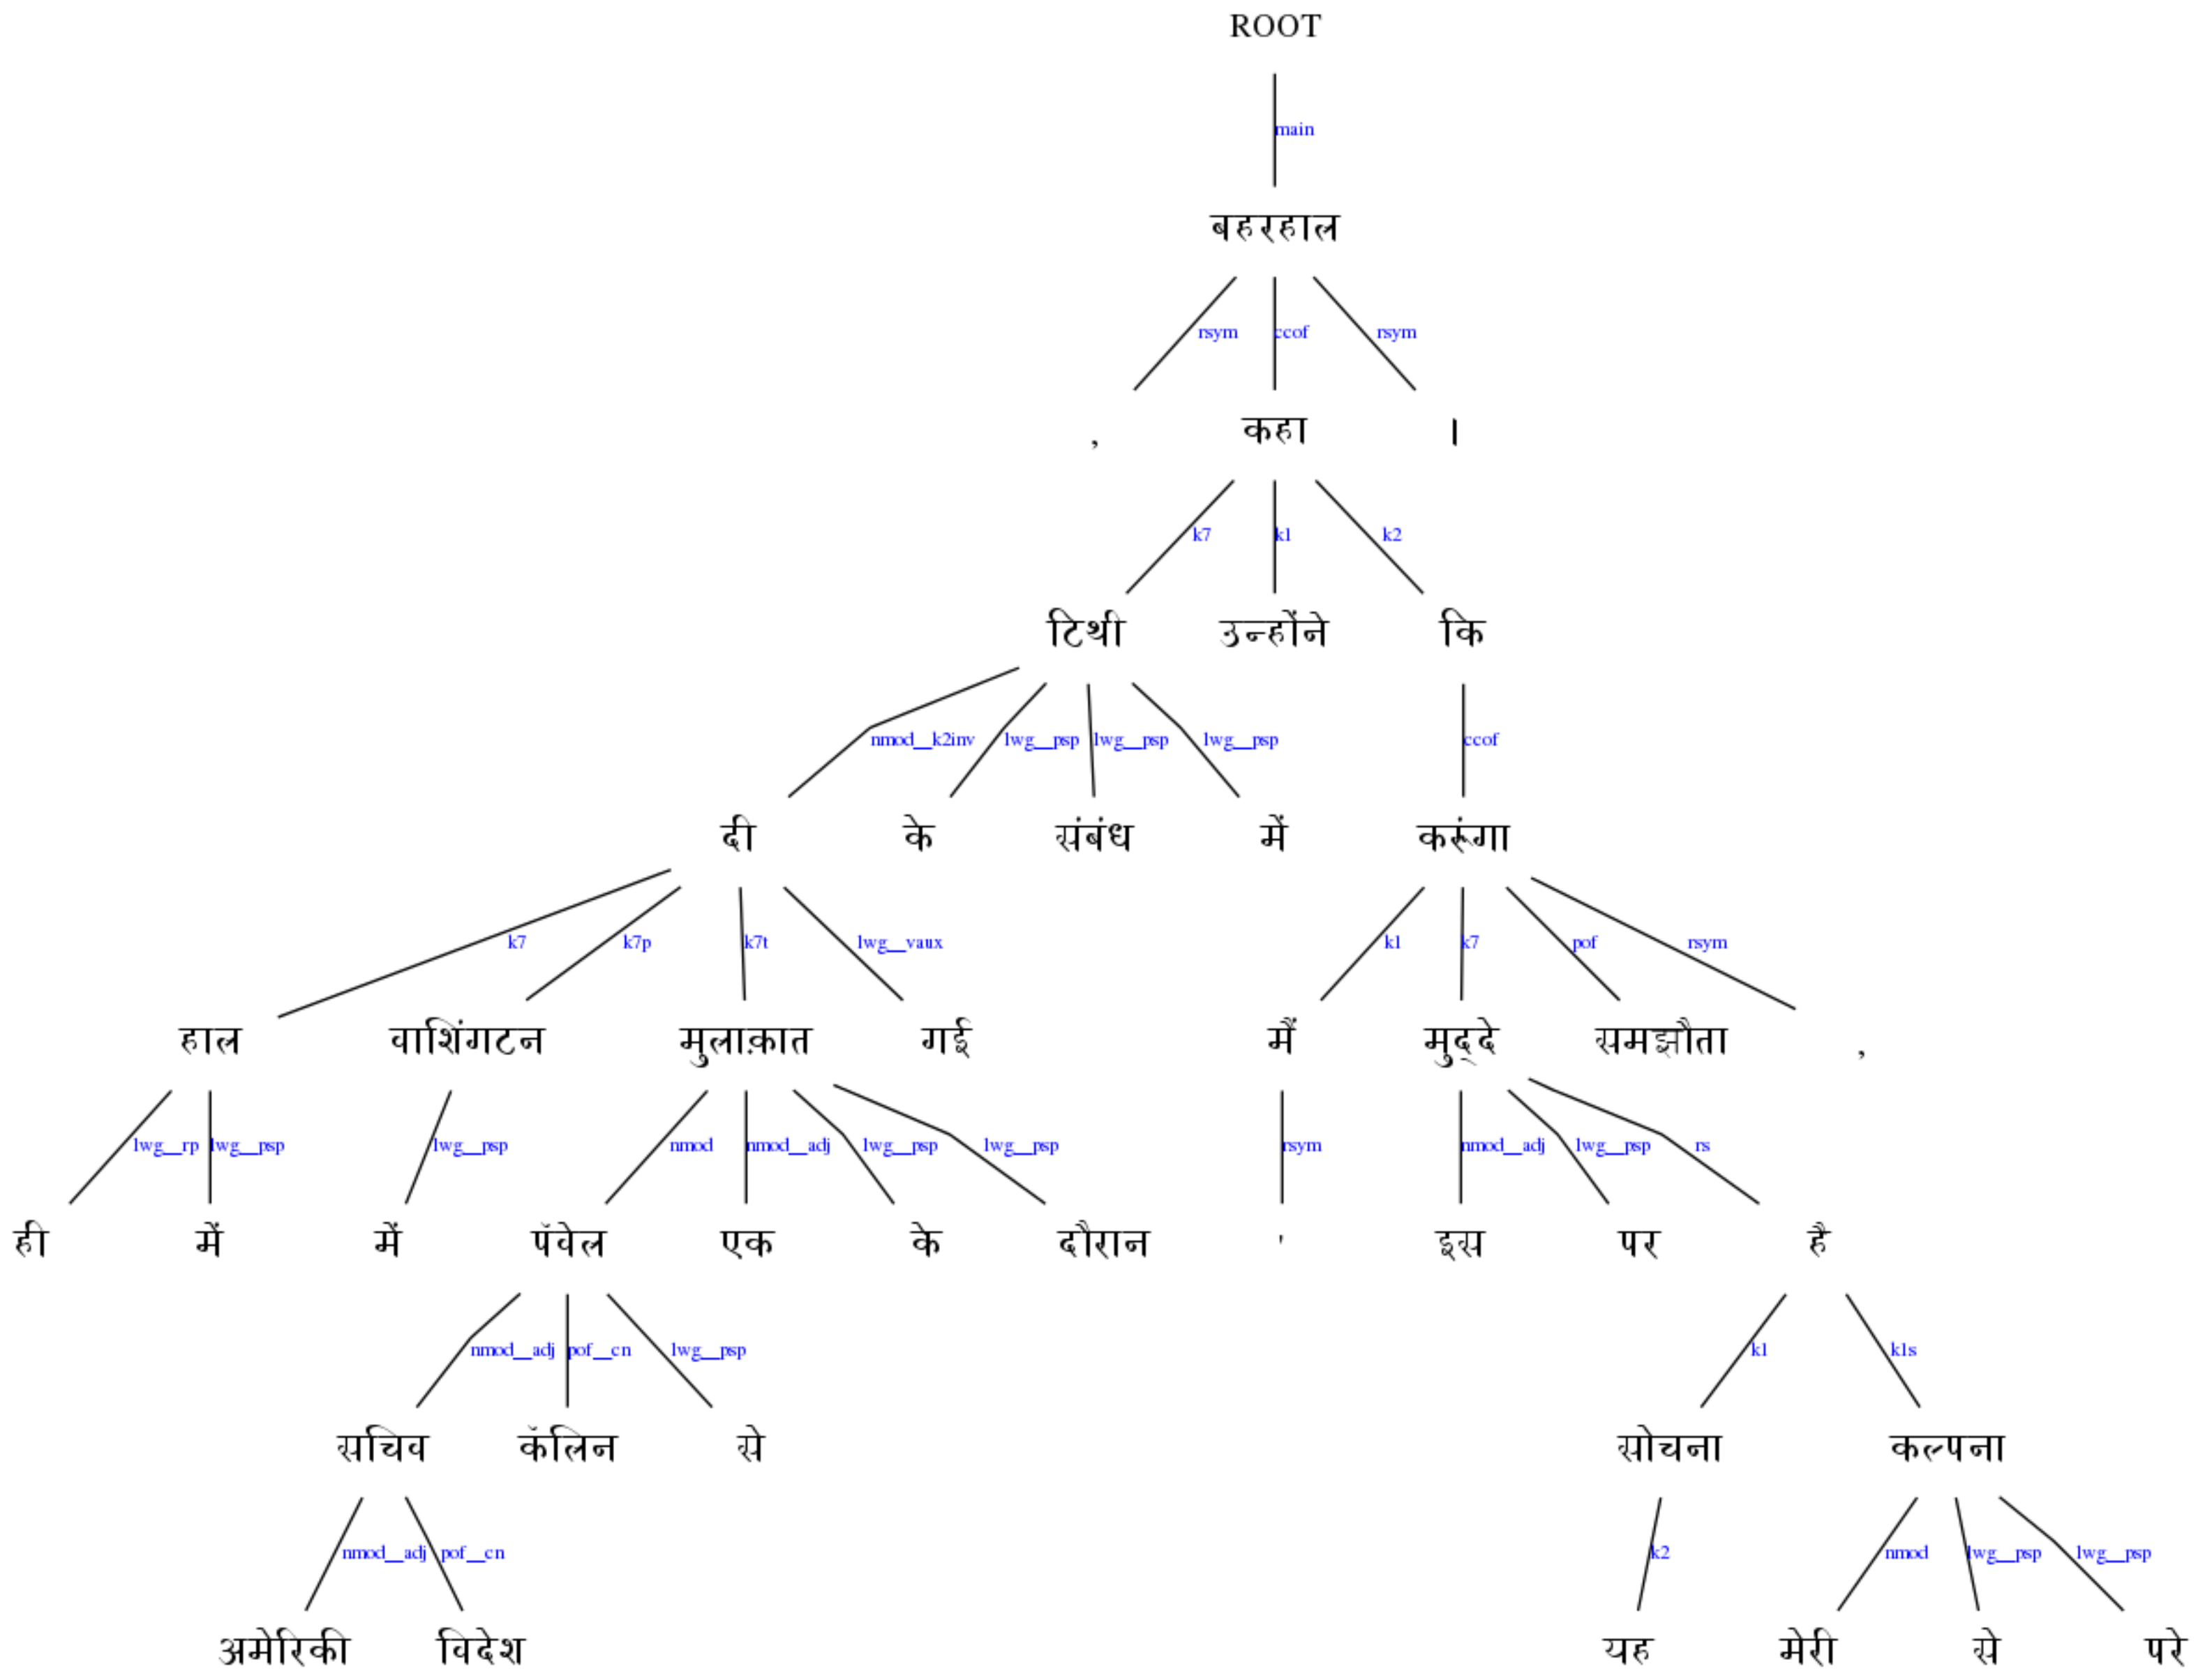 ROOT
main
बहरहाल
rsym ccof rsym
, कहा ।
k7 k1 k2
टिथी उन्होंने कि
nmod__k2inv lwg__psp lwg__psp lwg__psp ccof
दी के संबंध में करूंगा
k7 k7p k7t lwg__vaux k1 k7 pof rsym
हाल वाशिंगटन मुलाक़ात गई मैं मुद्दे समझौता ,
lwg__rp lwg__psp lwg__psp nmod nmod__adj lwg__psp lwg__psp rsym nmod__adj lwg__psp rs
ही में में पॅवेल एक के दौरान ' इस पर है
nmod__adj pof__cn lwg__psp k1 k1s
सचिव कॅलिन से सोचना कल्पना
nmod__adj pof__cn k2 nmod lwg__psp lwg__psp
अमेरिकी विदेश यह मेरी से परे